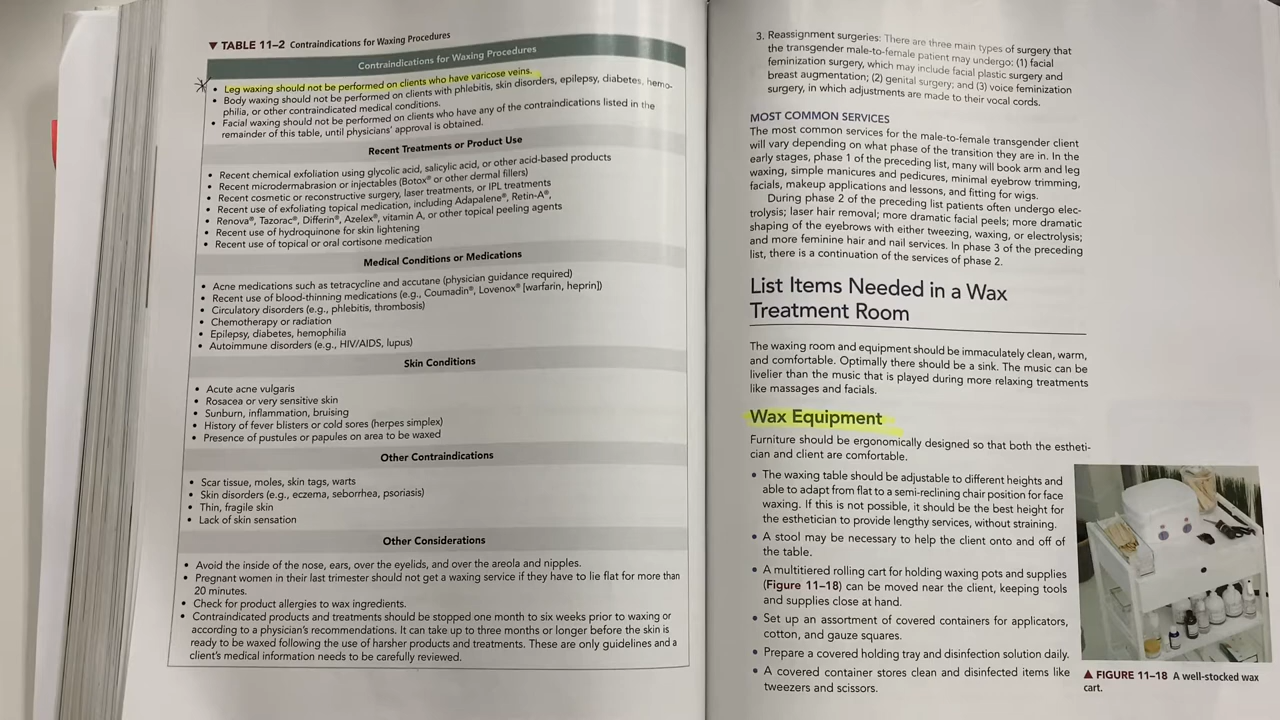 ▼ TABLE 11–2 Contraindications for Waxing Procedures
Contraindications for Waxing Procedures
• Leg waxing should not be performed on clients who have varicose veins.
• Body waxing should not be performed on clients with phlebitis, skin disorders, epilepsy, diabetes, hemo-
philia, or other contraindicated medical conditions.
• Facial waxing should not be performed on clients who have any of the contraindications listed in the
remainder of this table, until physicians' approval is obtained.
Recent Treatments or Product Use
• Recent chemical exfoliation using glycolic acid, salicylic acid, or other acid-based products
• Recent microdermabrasion or injectables (Botox® or other dermal fillers)
• Recent cosmetic or reconstructive surgery, laser treatments, or IPL treatments
• Recent use of exfoliating topical medication, including Adapalene®, Retin-A®,
• Renova®, Tazorac®, Differin®, Azelex®, vitamin A, or other topical peeling agents
• Recent use of hydroquinone for skin lightening
• Recent use of topical or oral cortisone medication
Medical Conditions or Medications
• Acne medications such as tetracycline and accutane (physician guidance required)
• Recent use of blood-thinning medications (e.g., Coumadin®, Lovenox® [warfarin, heprin])
• Circulatory disorders (e.g., phlebitis, thrombosis)
• Chemotherapy or radiation
• Epilepsy, diabetes, hemophilia
• Autoimmune disorders (e.g., HIV/AIDS, lupus)
Skin Conditions
• Acute acne vulgaris
• Rosacea or very sensitive skin
• Sunburn, inflammation, bruising
• History of fever blisters or cold sores (herpes simplex)
• Presence of pustules or papules on area to be waxed
Other Contraindications
• Scar tissue, moles, skin tags, warts
• Skin disorders (e.g., eczema, seborrhea, psoriasis)
• Thin, fragile skin
• Lack of skin sensation
Other Considerations
• Avoid the inside of the nose, ears, over the eyelids, and over the areola and nipples.
• Pregnant women in their last trimester should not get a waxing service if they have to lie flat for more than
20 minutes.
• Check for product allergies to wax ingredients.
• Contraindicated products and treatments should be stopped one month to six weeks prior to waxing or
according to a physician's recommendations. It can take up to three months or longer before the skin is
ready to be waxed following the use of harsher products and treatments. These are only guidelines and a
client's medical information needs to be carefully reviewed.
3. Reassignment surgeries: There are three main types of surgery that
the transgender male-to-female patient may undergo: (1) facial
feminization surgery, which may include facial plastic surgery and
breast augmentation; (2) genital surgery; and (3) voice feminization
surgery, in which adjustments are made to their vocal cords.
MOST COMMON SERVICES
The most common services for the male-to-female transgender client
will vary depending on what phase of the transition they are in. In the
early stages, phase 1 of the preceding list, many will book arm and leg
waxing, simple manicures and pedicures, minimal eyebrow trimming,
facials, makeup applications and lessons, and fitting for wigs.
During phase 2 of the preceding list patients often undergo elec-
trolysis; laser hair removal; more dramatic facial peels; more dramatic
shaping of the eyebrows with either tweezing, waxing, or electrolysis;
and more feminine hair and nail services. In phase 3 of the preceding
list, there is a continuation of the services of phase 2.
List Items Needed in a Wax
Treatment Room
The waxing room and equipment should be immaculately clean, warm,
and comfortable. Optimally there should be a sink. The music can be
livelier than the music that is played during more relaxing treatments
like massages and facials.
Wax Equipment
Furniture should be ergonomically designed so that both the estheti-
cian and client are comfortable.
• The waxing table should be adjustable to different heights and
able to adapt from flat to a semi-reclining chair position for face
waxing. If this is not possible, it should be the best height for
the esthetician to provide lengthy services, without straining.
• A stool may be necessary to help the client onto and off of
the table.
• A multitiered rolling cart for holding waxing pots and supplies
(Figure 11–18) can be moved near the client, keeping tools
and supplies close at hand.
• Set up an assortment of covered containers for applicators,
cotton, and gauze squares.
• Prepare a covered holding tray and disinfection solution daily.
• A covered container stores clean and disinfected items like
tweezers and scissors.
▲ FIGURE 11–18 A well-stocked wax
cart.